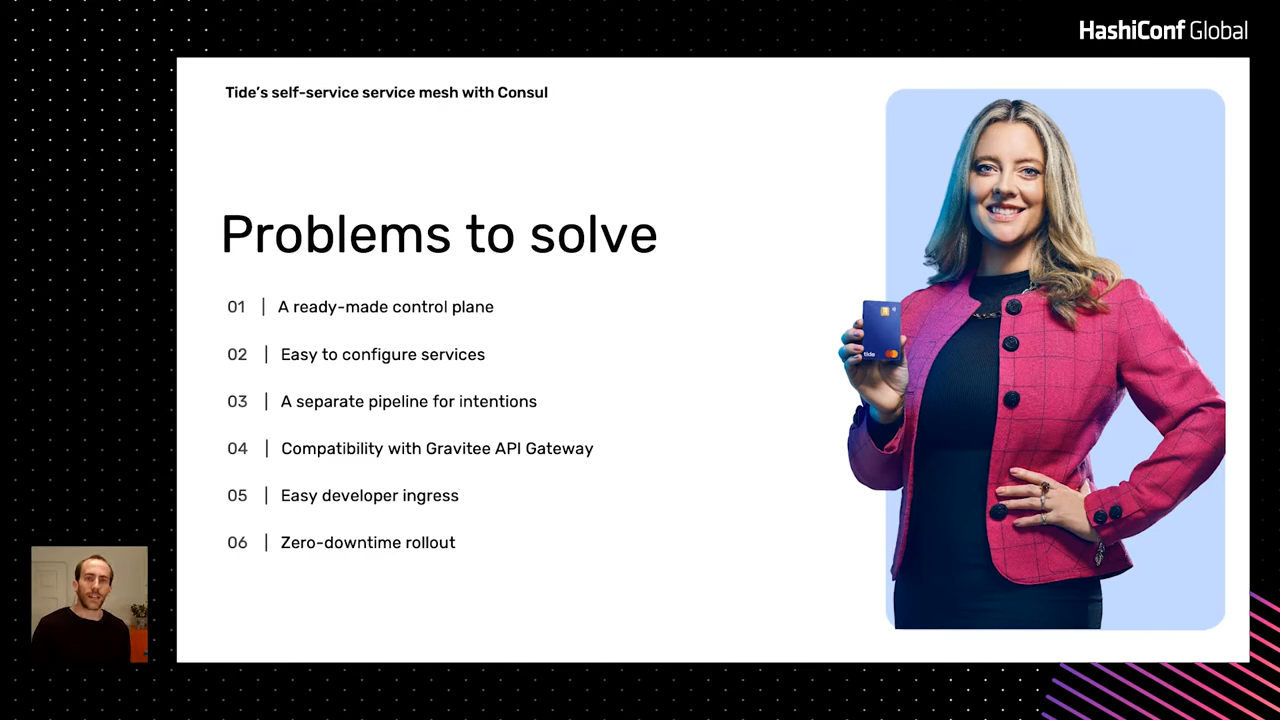 HashiConf Global
Tide's self-service service mesh with Consul
Problems to solve
01 | A ready-made control plane
02 | Easy to configure services
03 | A separate pipeline for intentions
04 | Compatibility with Gravitee API Gateway
05 | Easy developer ingress
06 | Zero-downtime rollout
tide